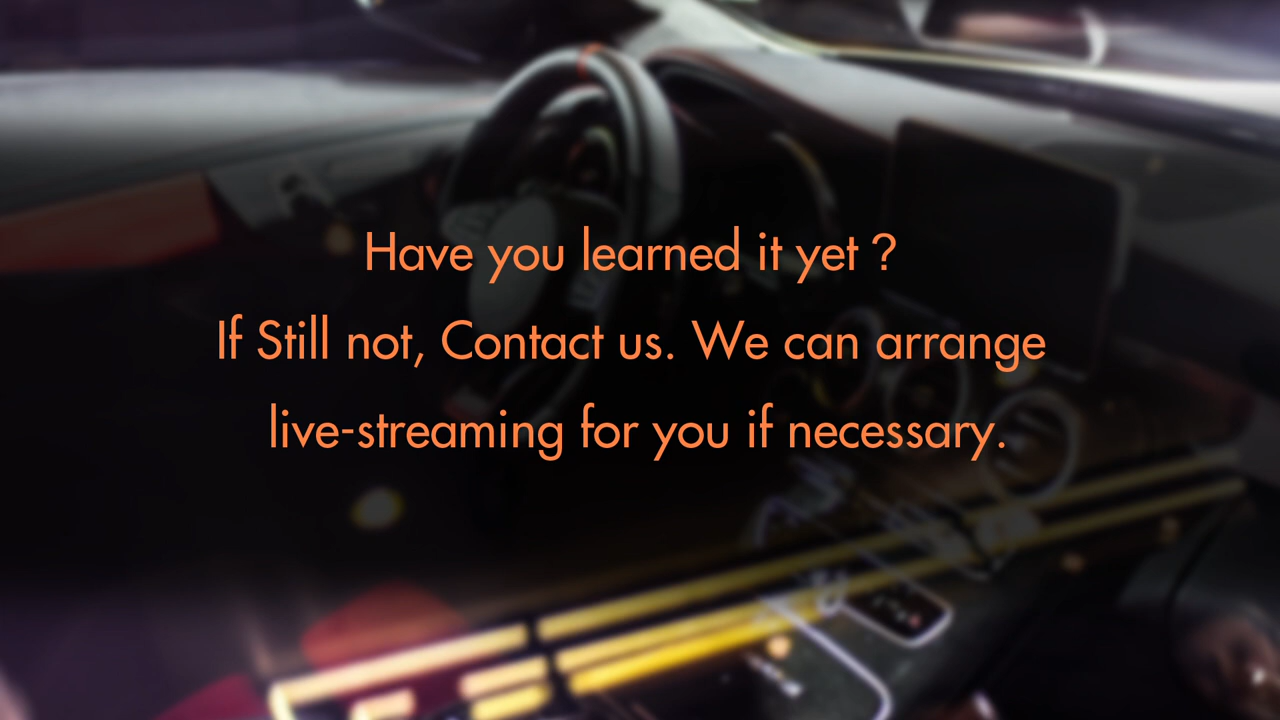 Have you learned it yet ?
If Still not, Contact us. We can arrange
live-streaming for you if necessary.